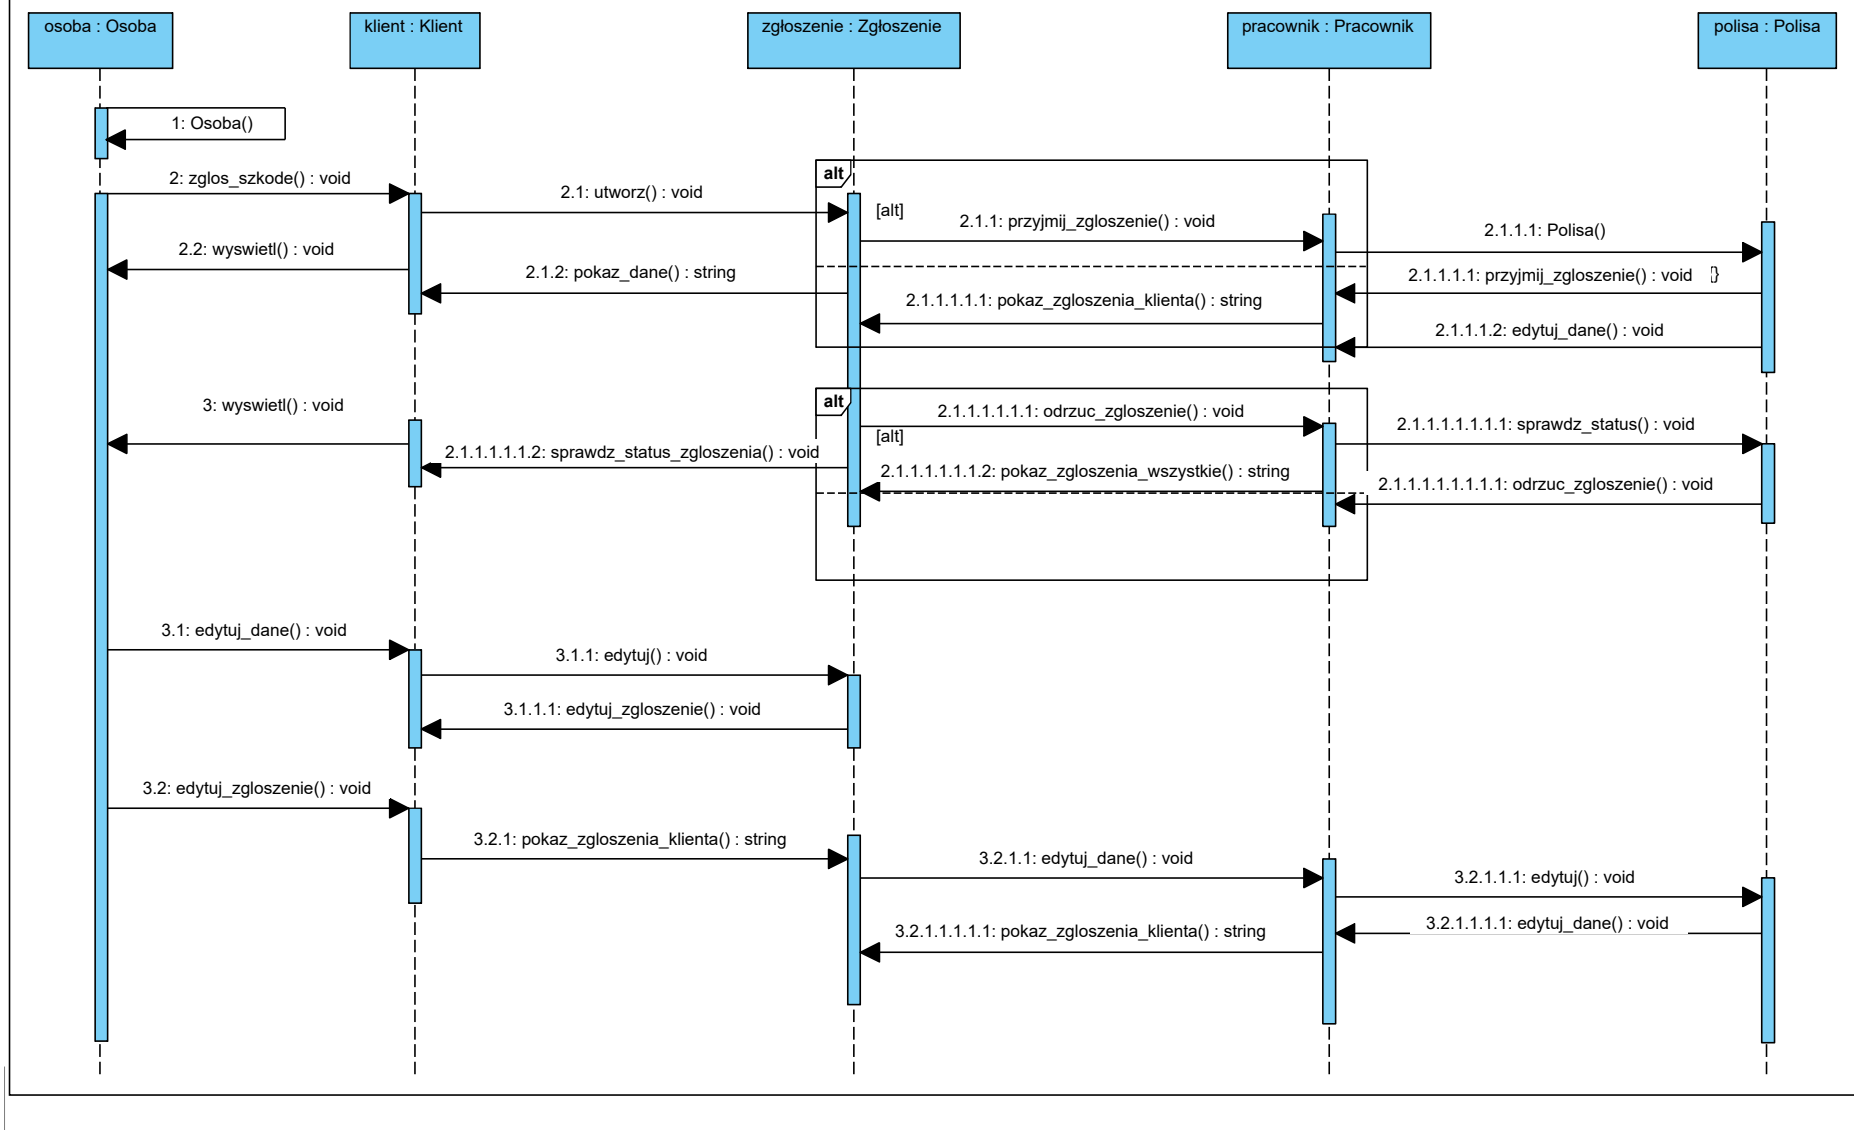 osoba : Osoba
klient : Klient
zgłoszenie : Zgłoszenie
pracownik : Pracownik
polisa : Polisa
1: Osoba()
alt
2: zglos_szkode() : void
2.1: utworz() : void
[alt]
2.1.1: przyjmij_zgloszenie() : void
2.1.1.1: Polisa()
2.2: wyswietl() : void
2.1.2: pokaz_dane() : string
2.1.1.1.1: przyjmij_zgloszenie() : void
{}
2.1.1.1.1.1: pokaz_zgloszenia_klienta() : string
2.1.1.1.2: edytuj_dane() : void
alt
3: wyswietl() : void
2.1.1.1.1.1.1: odrzuc_zgloszenie() : void
2.1.1.1.1.1.1.1: sprawdz_status() : void
[alt]
2.1.1.1.1.1.2: sprawdz_status_zgloszenia() : void
2.1.1.1.1.1.1.2: pokaz_zgloszenia_wszystkie() : string
2.1.1.1.1.1.1.1.1: odrzuc_zgloszenie() : void
3.1: edytuj_dane() : void
3.1.1: edytuj() : void
3.1.1.1: edytuj_zgloszenie() : void
3.2: edytuj_zgloszenie() : void
3.2.1: pokaz_zgloszenia_klienta() : string
3.2.1.1: edytuj_dane() : void
3.2.1.1.1: edytuj() : void
3.2.1.1.1.1: edytuj_dane() : void
3.2.1.1.1.1.1: pokaz_zgloszenia_klienta() : string